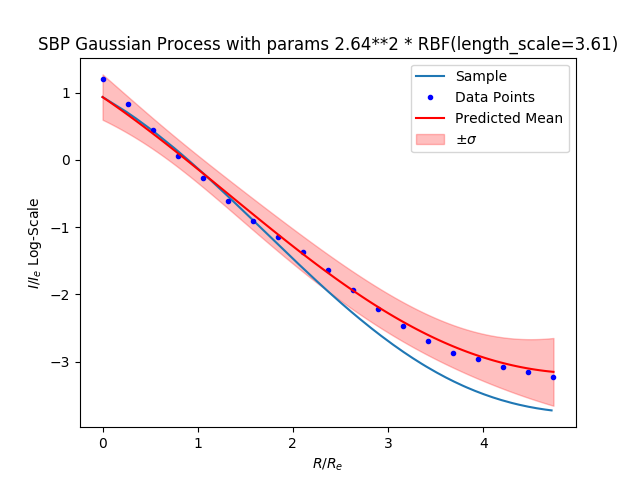 SBP Gaussian Process with params 2.64**2 * RBF(length_scale=3.61)
Sample
Data Points
Predicted Mean
±σ
I/Ie Log-Scale
1
0
−1
−2
−3
0 1 2 3 4
R/Re